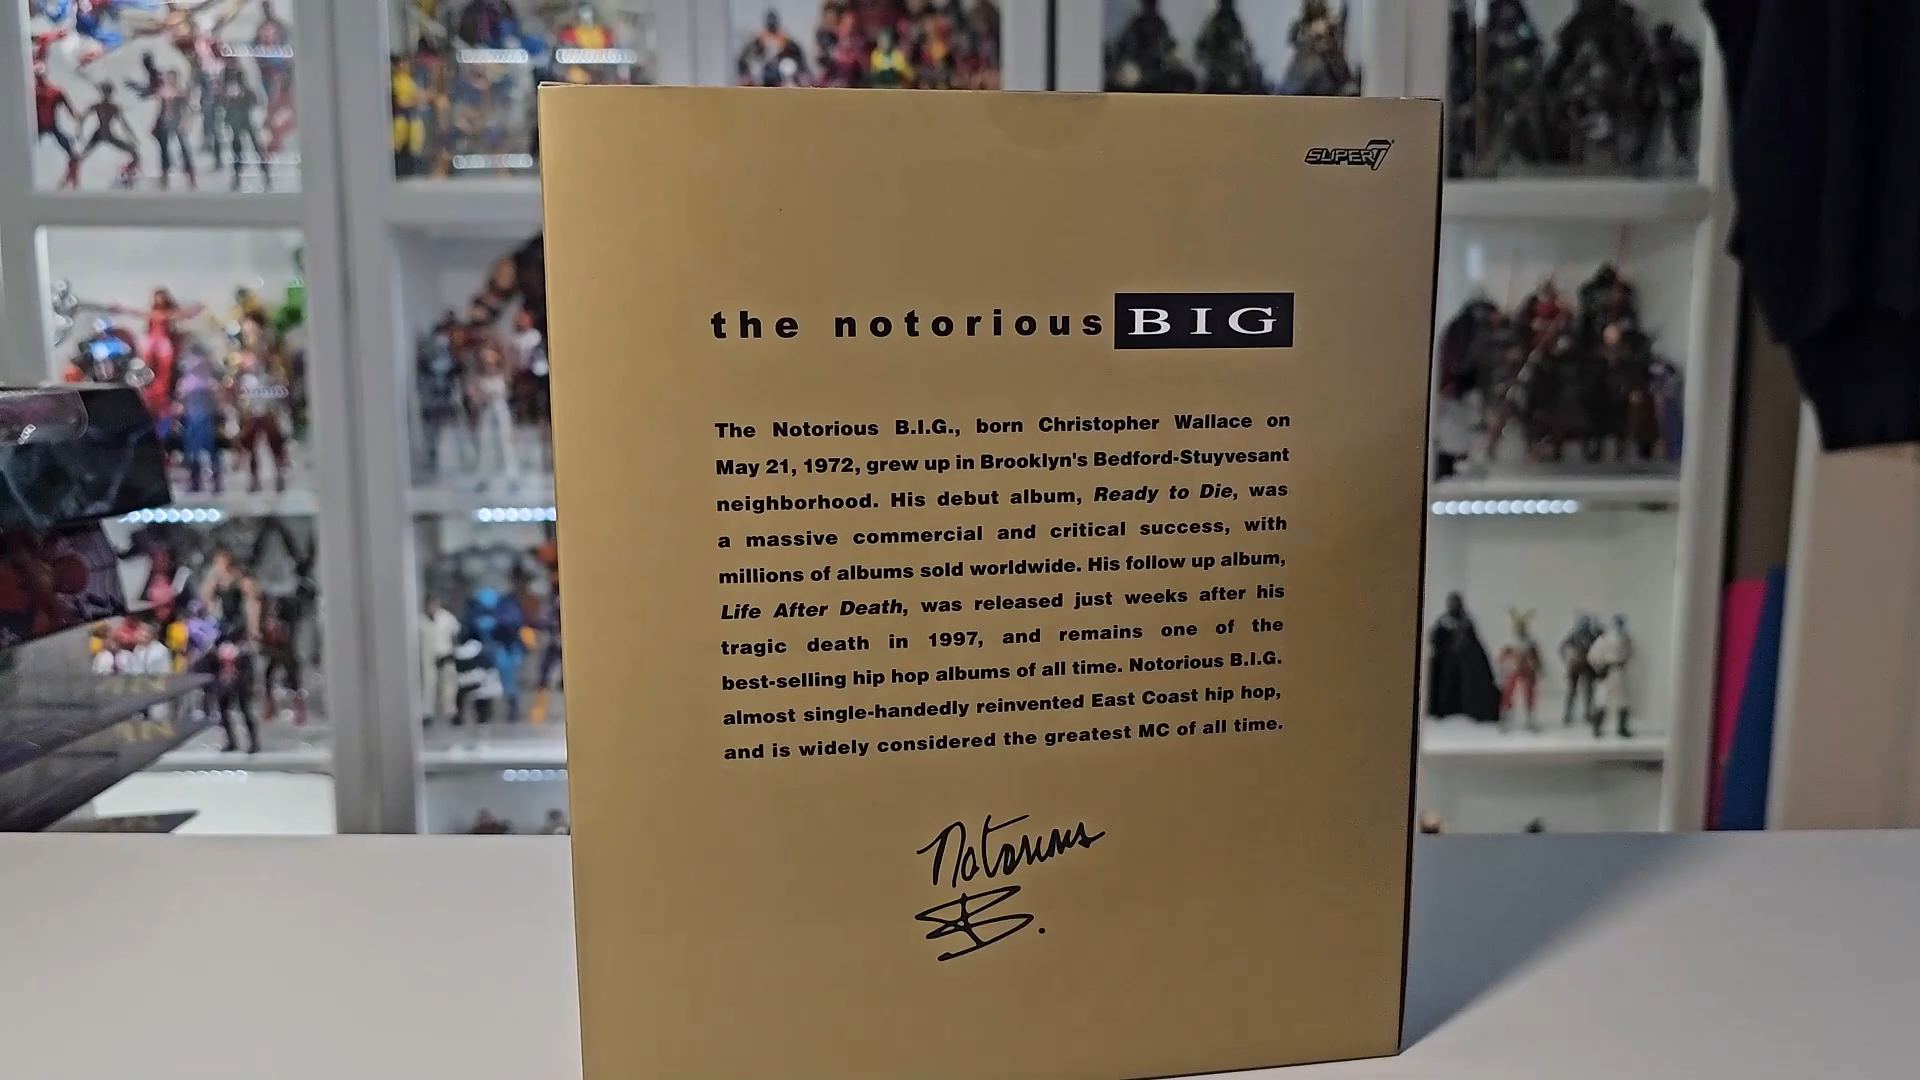 SUPER7
the notorious BIG
The Notorious B.I.G., born Christopher Wallace on
May 21, 1972, grew up in Brooklyn's Bedford-Stuyvesant
neighborhood. His debut album, Ready to Die, was
a massive commercial and critical success, with
millions of albums sold worldwide. His follow up album,
Life After Death, was released just weeks after his
tragic death in 1997, and remains one of the
best-selling hip hop albums of all time. Notorious B.I.G.
almost single-handedly reinvented East Coast hip hop,
and is widely considered the greatest MC of all time.
Notorious
B.